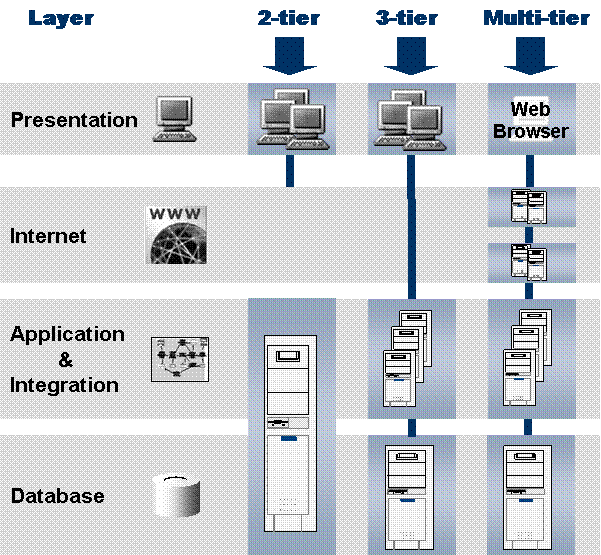 Layer 2-tier 3-tier Multi-tier
Presentation
Web
Browser
WWW
Internet
Application
&
Integration
Database